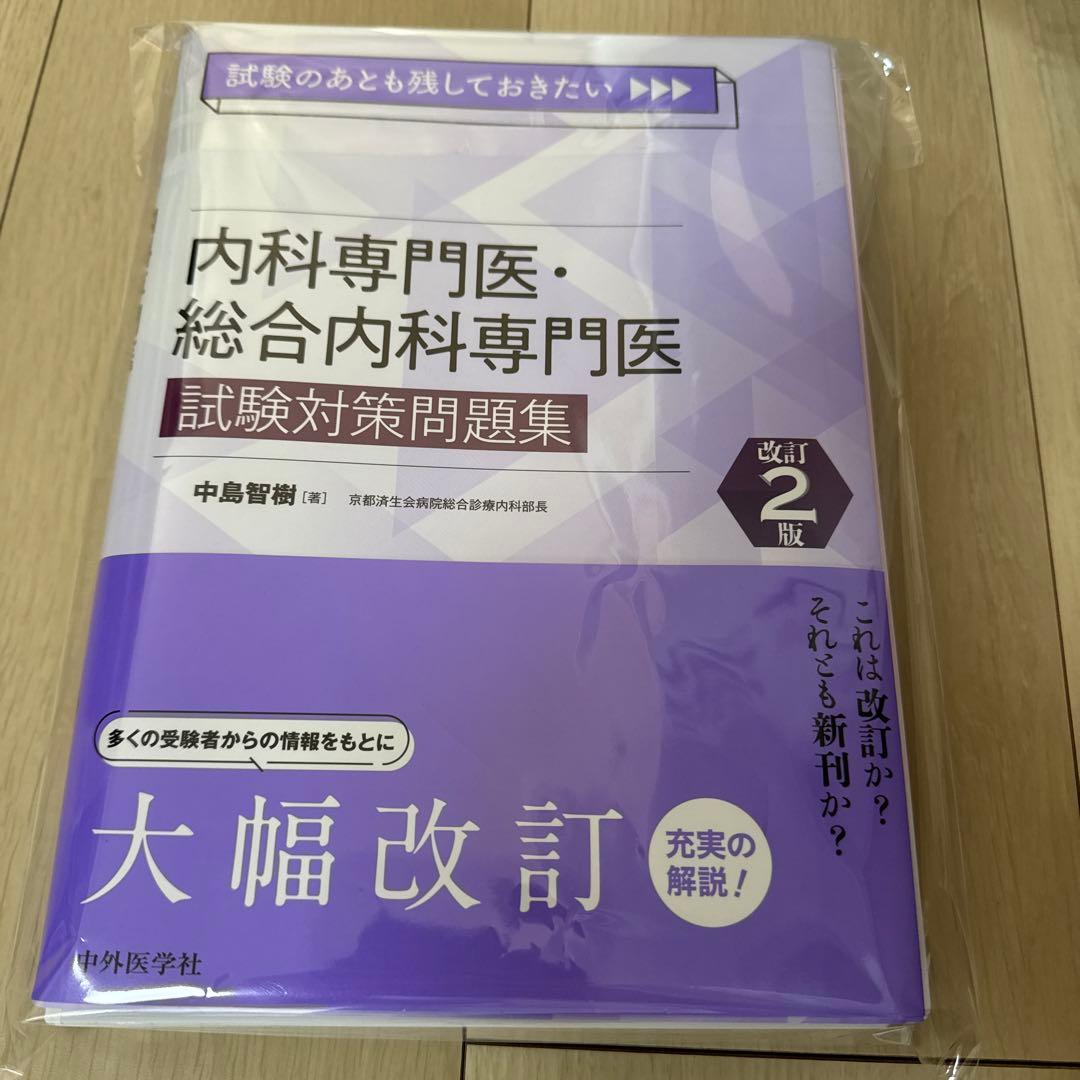 試験のあとも残しておきたい ▶▶▶
内科専門医・
総合内科専門医
試験対策問題集
中島智樹[著] 京都済生会病院総合診療内科部長
改訂
2
版
これは改訂か?
それとも新刊か?
多くの受験者からの情報をもとに
大幅改訂
充実の
解説!
中外医学社